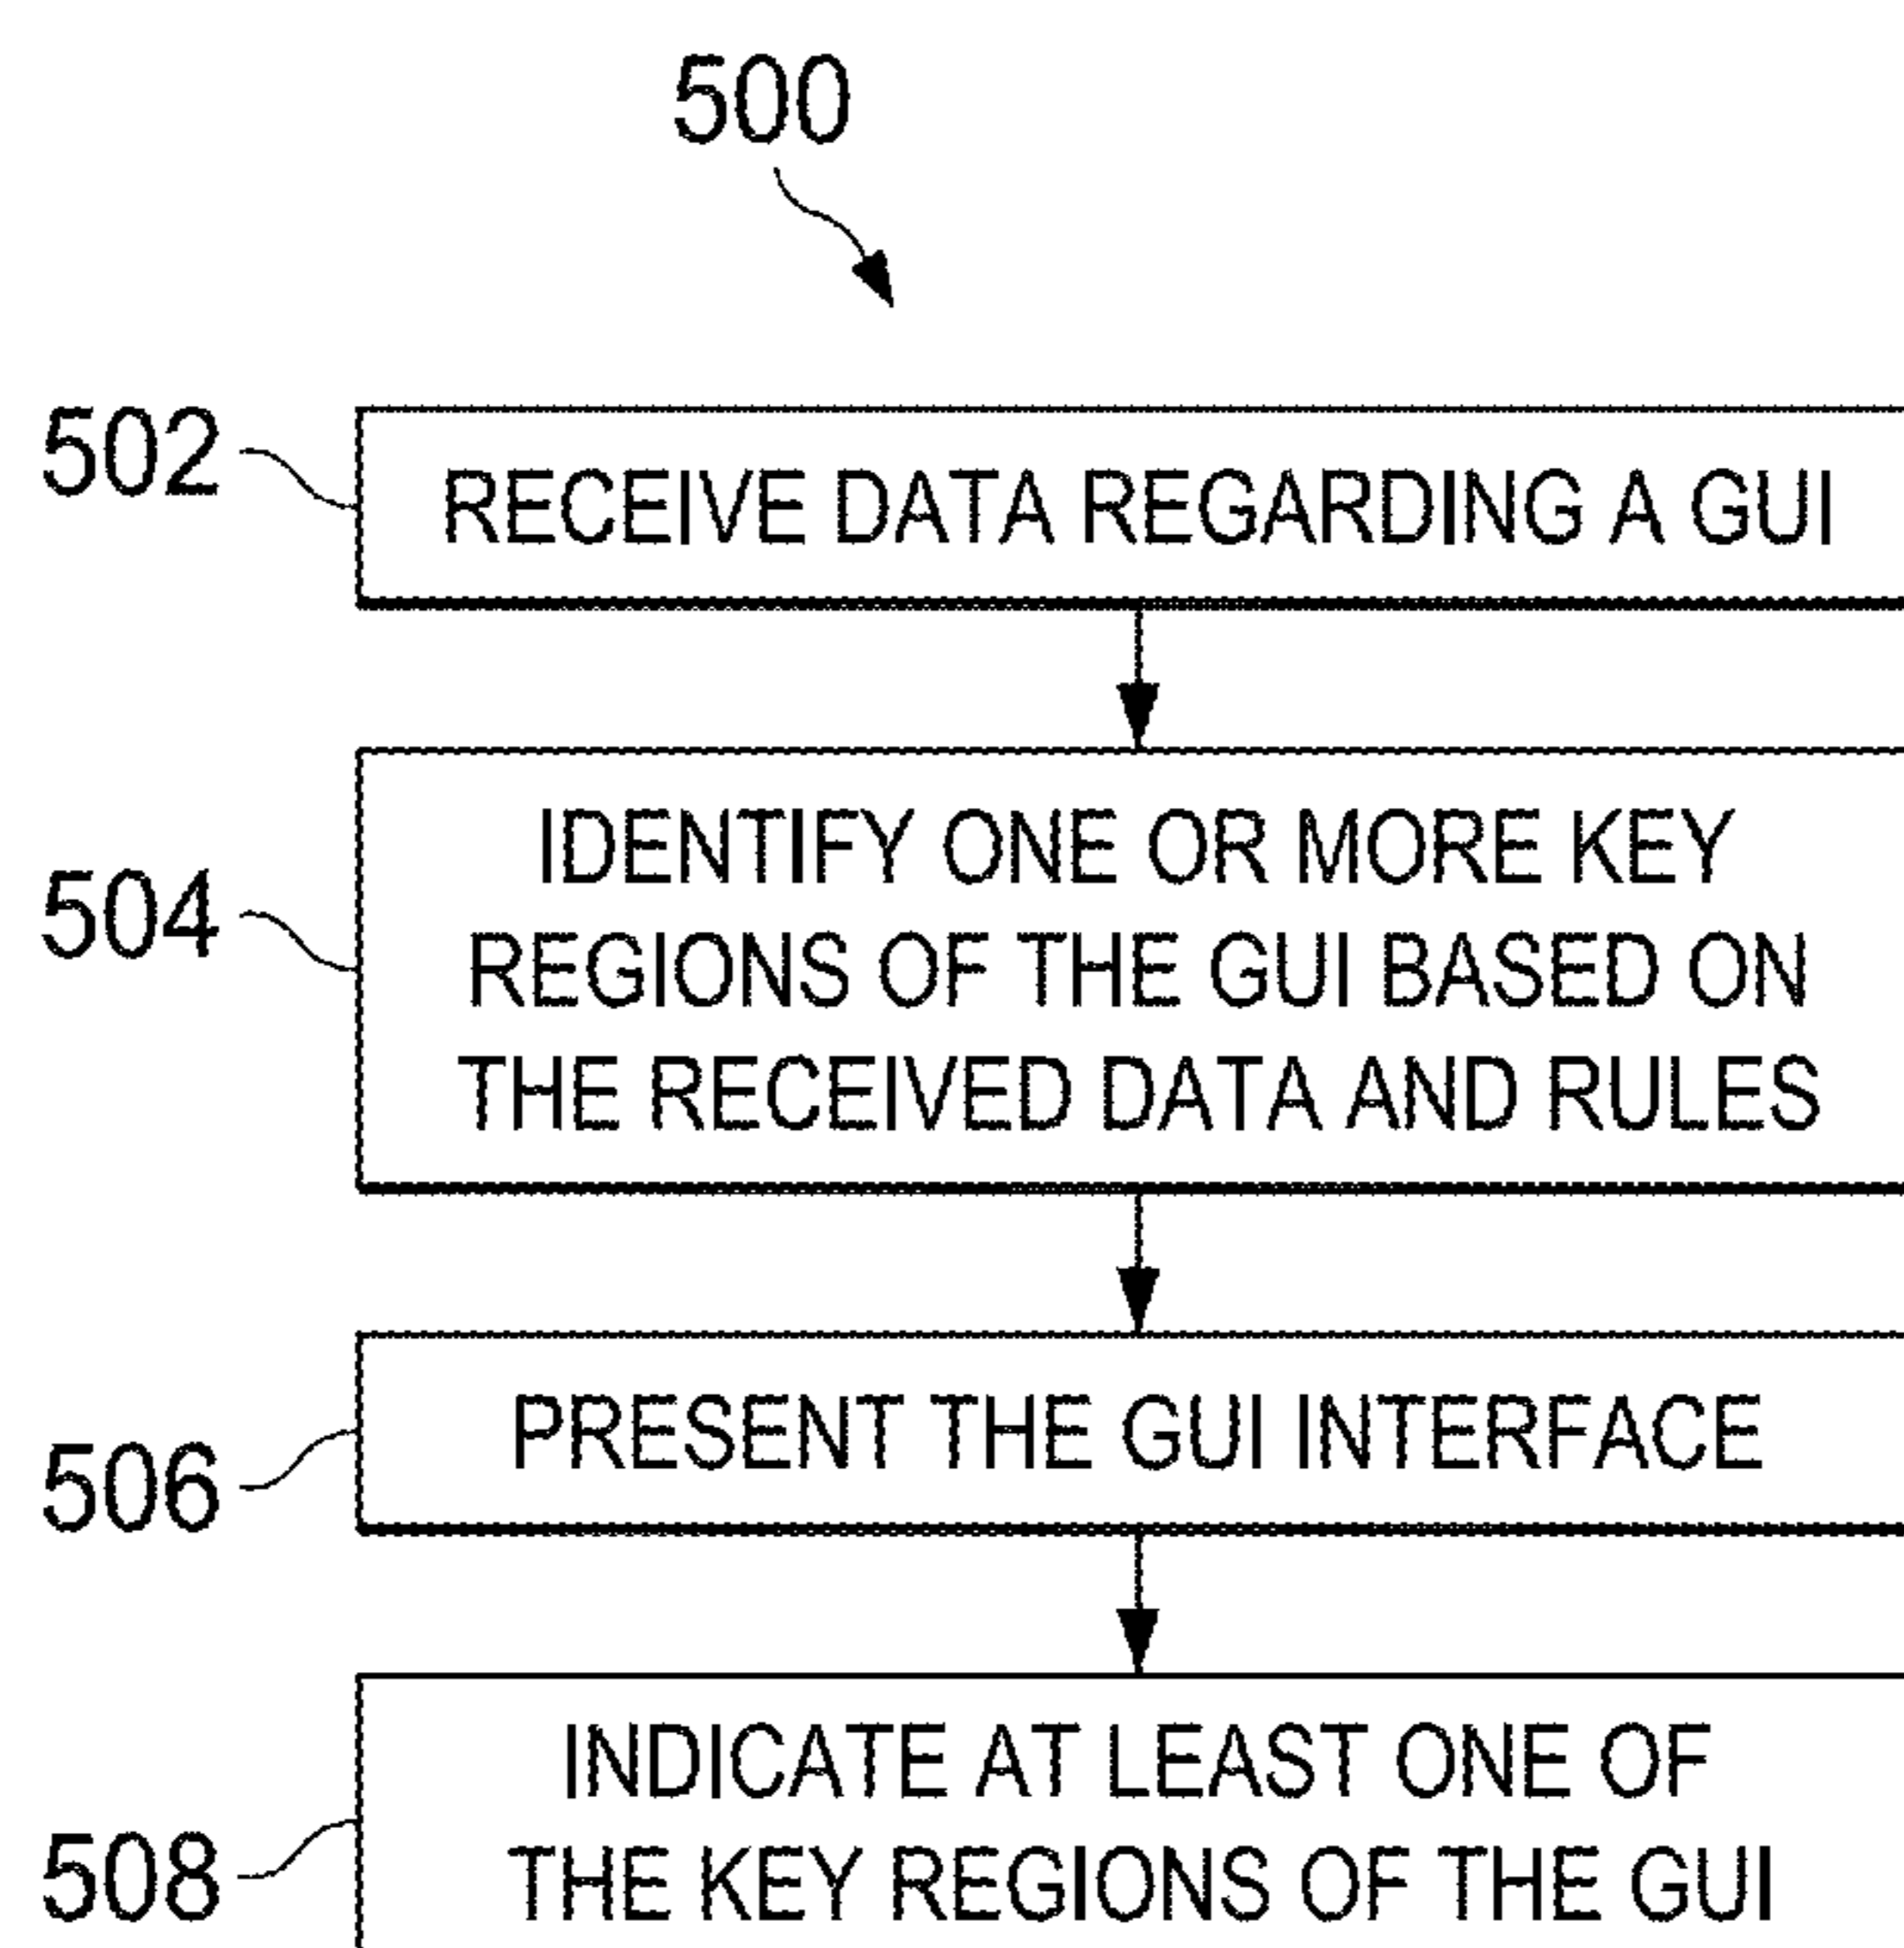 500
502
RECEIVE DATA REGARDING A GUI
504
IDENTIFY ONE OR MORE KEY
REGIONS OF THE GUI BASED ON
THE RECEIVED DATA AND RULES
506
PRESENT THE GUI INTERFACE
508
INDICATE AT LEAST ONE OF
THE KEY REGIONS OF THE GUI